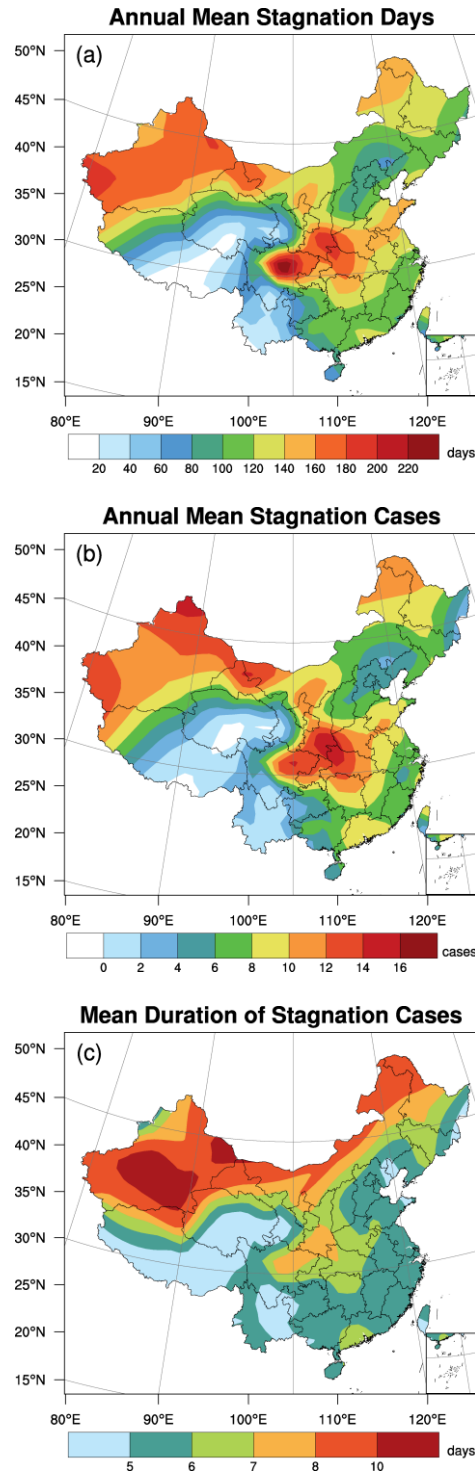 Annual Mean Stagnation Days
(a)
50°N
45°N
40°N
35°N
30°N
25°N
20°N
15°N
80°E 90°E 100°E 110°E 120°E
20 40 60 80 100 120 140 160 180 200 220 days
Annual Mean Stagnation Cases
(b)
50°N
45°N
40°N
35°N
30°N
25°N
20°N
15°N
80°E 90°E 100°E 110°E 120°E
0 2 4 6 8 10 12 14 16 cases
Mean Duration of Stagnation Cases
(c)
50°N
45°N
40°N
35°N
30°N
25°N
20°N
15°N
80°E 90°E 100°E 110°E 120°E
5 6 7 8 10 days